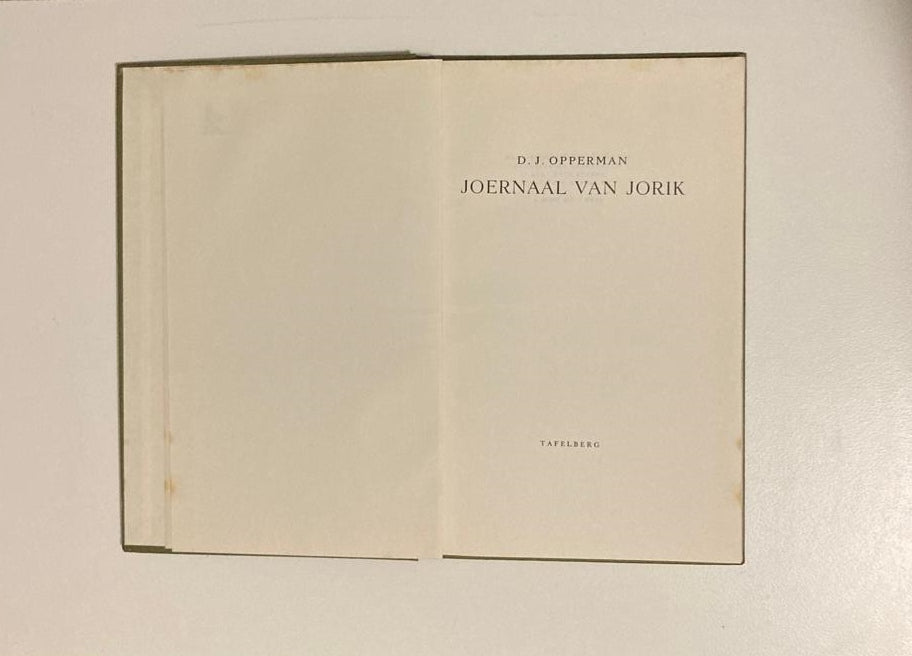 D. J. OPPERMAN
JOERNAAL VAN JORIK
TAFELBERG